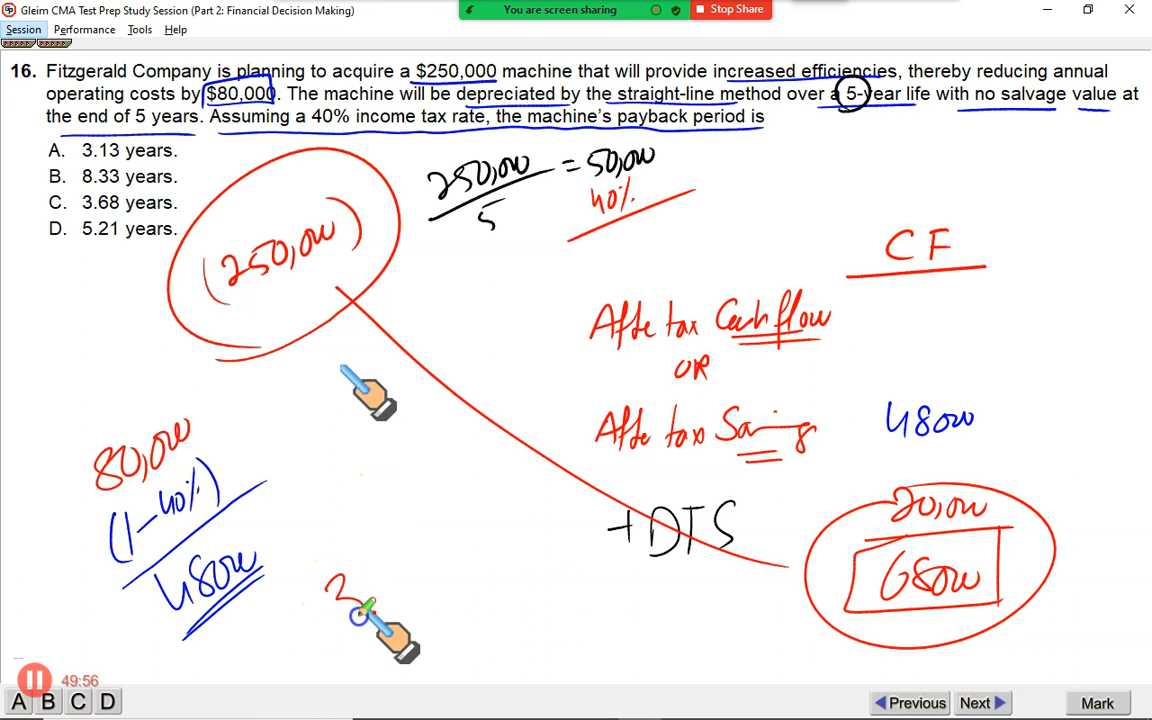 Gleim CMA Test Prep Study Session (Part 2: Financial Decision Making)
You are screen sharing
Stop Share
Session Performance Tools Help
16. Fitzgerald Company is planning to acquire a $250,000 machine that will provide increased efficiencies, thereby reducing annual
operating costs by $80,000. The machine will be depreciated by the straight-line method over a 5-year life with no salvage value at
the end of 5 years. Assuming a 40% income tax rate, the machine's payback period is
A. 3.13 years.
B. 8.33 years.
C. 3.68 years.
D. 5.21 years.
250,000 = 50,000
5
40%
(250,000)
CF
Afte tax Cash flow
OR
Afte tax Saving 48000
80,000
(1-40%)
48000
+DTS
20,000
68000
3
49:56
A B C D
Previous Next Mark